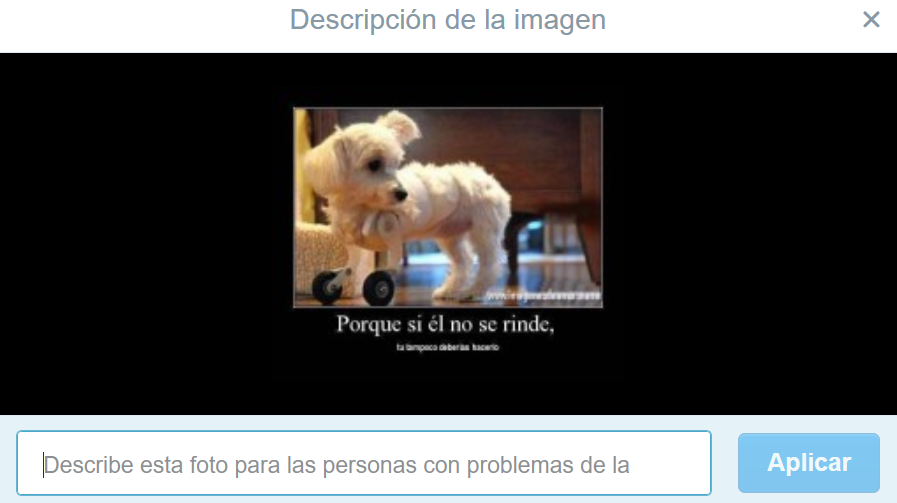 Descripción de la imagen
Porque si él no se rinde,
tu tampoco deberías hacerlo
Describe esta foto para las personas con problemas de la
Aplicar